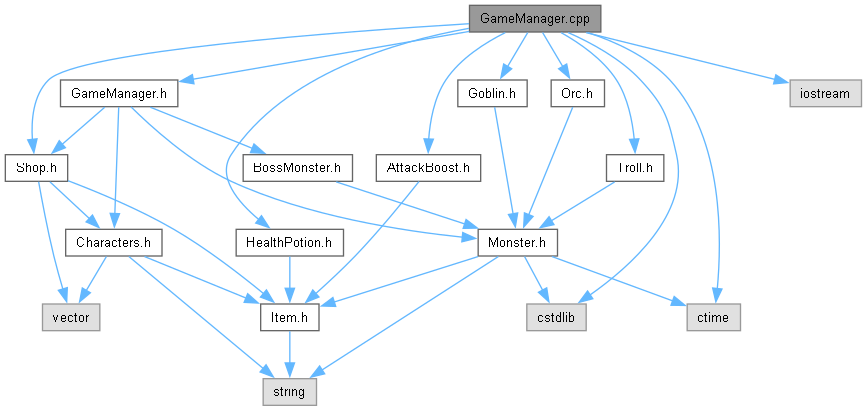 GameManager.cpp
GameManager.h
Goblin.h
Orc.h
iostream
Shop.h
BossMonster.h
AttackBoost.h
Troll.h
Characters.h
HealthPotion.h
Monster.h
vector
Item.h
cstdlib
ctime
string